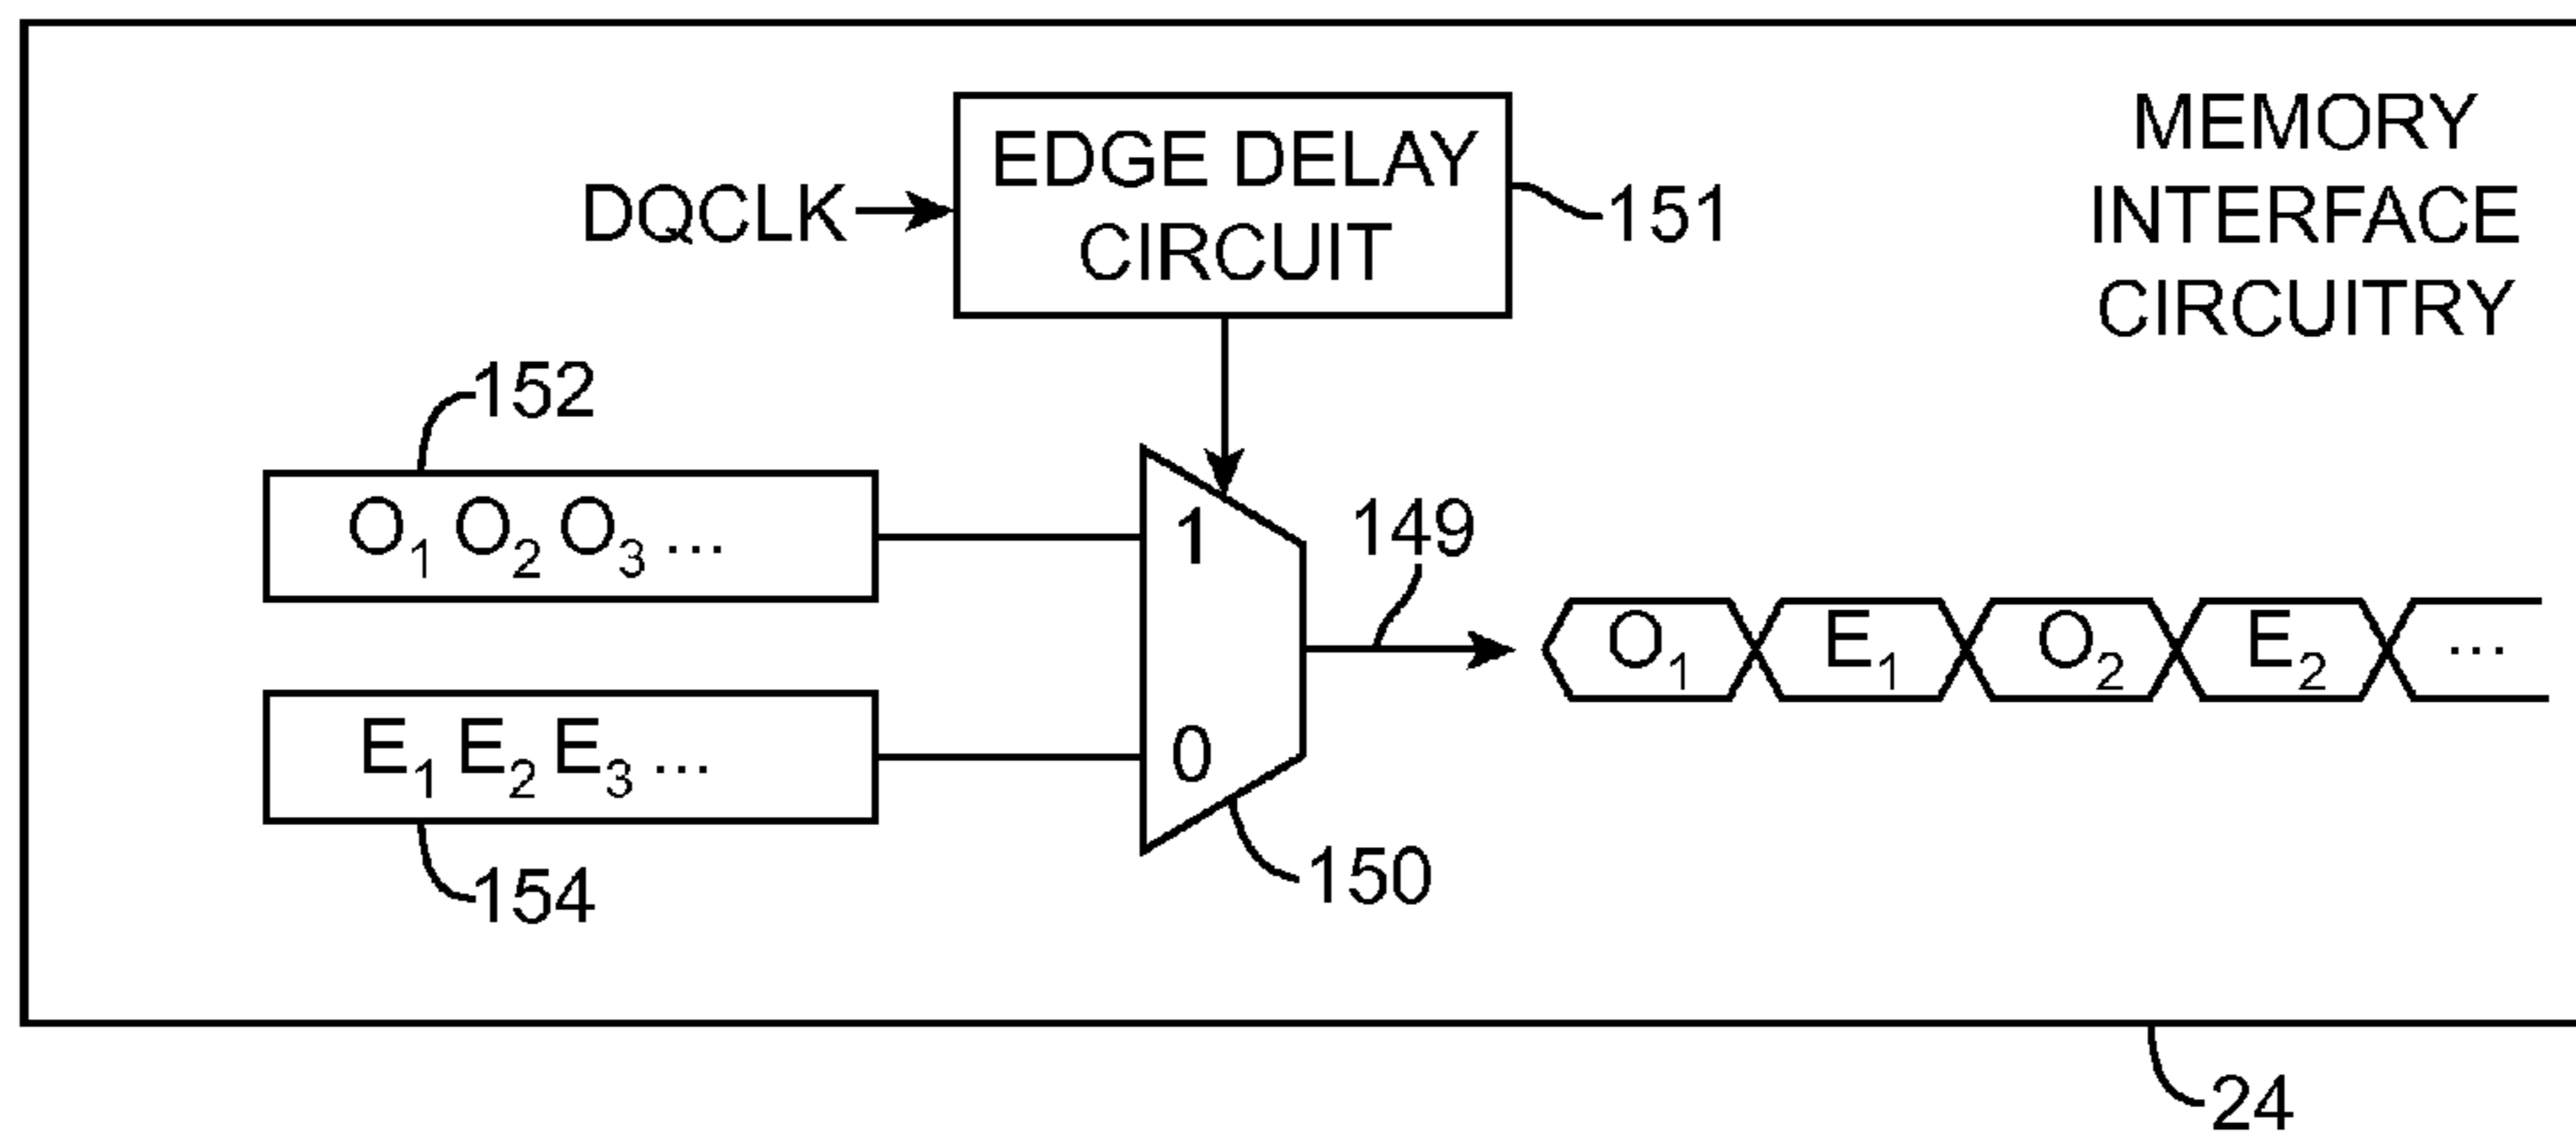 MEMORY
INTERFACE
CIRCUITRY
EDGE DELAY
CIRCUIT
DQCLK
151
152
O₁ O₂ O₃ ...
1
149
O₁ E₁ O₂ E₂ ...
E₁ E₂ E₃ ...
0
150
154
24